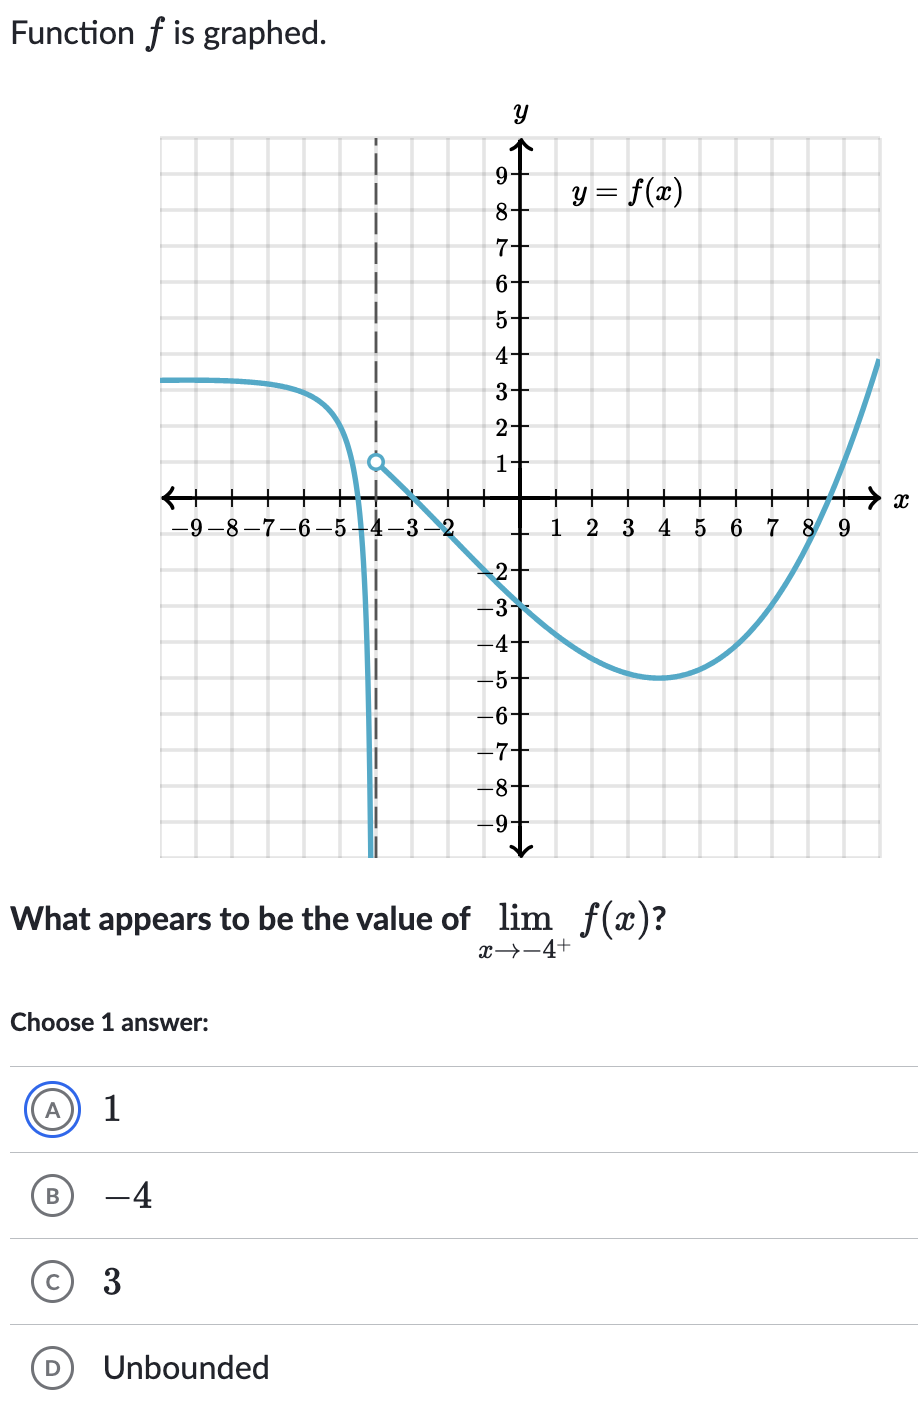 Function f is graphed.
y
9
8
y = f(x)
7
6
5
4
3
2
1
x
−9 −8 −7 −6 −5 −4 −3 −2 1 2 3 4 5 6 7 8 9
−2
−3
−4
−5
−6
−7
−8
−9
What appears to be the value of lim f(x)?
x→−4⁺
Choose 1 answer:
A 1
B −4
C 3
D Unbounded